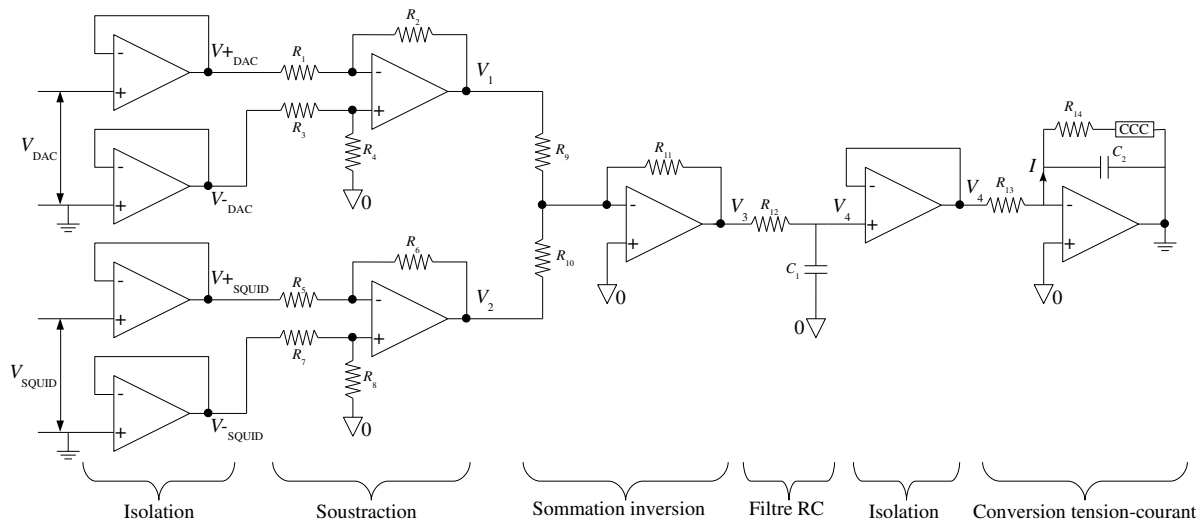 V+DAC
R1
R2
V1
R3
R4
0
VDAC
V-DAC
R9
R11
V3
R12
V4
C1
0
V4
R13
I
R14
CCC
C2
0
0
R10
V+SQUID
R5
R6
V2
R7
R8
0
VSQUID
V-SQUID
- + - + - + - + - + - + - + - + - +
Isolation Soustraction Sommation inversion Filtre RC Isolation Conversion tension-courant